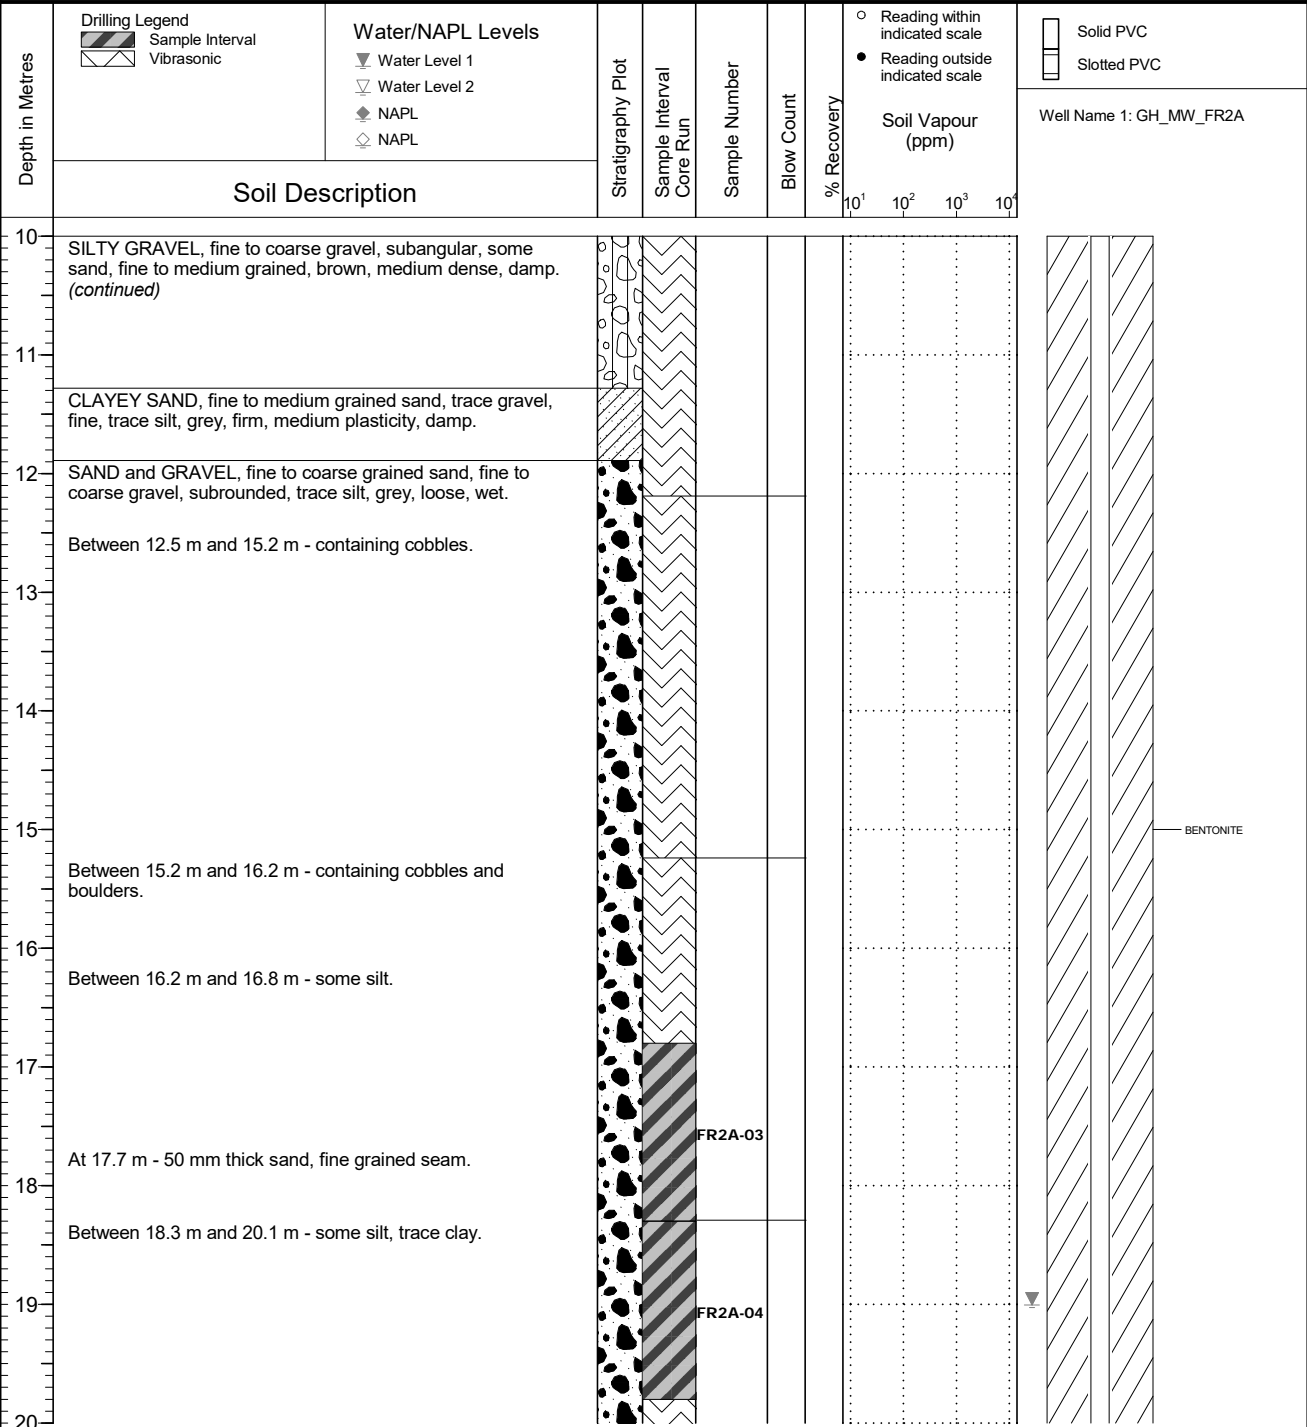 Drilling Legend
Sample Interval
Vibrasonic
Water/NAPL Levels
Water Level 1
Water Level 2
NAPL
NAPL
Depth in Metres
Soil Description
Stratigraphy Plot
Sample Interval
Core Run
Sample Number
Blow Count
% Recovery
Reading within
indicated scale
Reading outside
indicated scale
Soil Vapour
(ppm)
10¹ 10² 10³ 10⁴
Solid PVC
Slotted PVC
Well Name 1: GH_MW_FR2A
10
SILTY GRAVEL, fine to coarse gravel, subangular, some
sand, fine to medium grained, brown, medium dense, damp.
(continued)
11
CLAYEY SAND, fine to medium grained sand, trace gravel,
fine, trace silt, grey, firm, medium plasticity, damp.
12
SAND and GRAVEL, fine to coarse grained sand, fine to
coarse gravel, subrounded, trace silt, grey, loose, wet.
Between 12.5 m and 15.2 m - containing cobbles.
13
14
15
BENTONITE
Between 15.2 m and 16.2 m - containing cobbles and
boulders.
16
Between 16.2 m and 16.8 m - some silt.
17
FR2A-03
At 17.7 m - 50 mm thick sand, fine grained seam.
18
Between 18.3 m and 20.1 m - some silt, trace clay.
19
FR2A-04
20